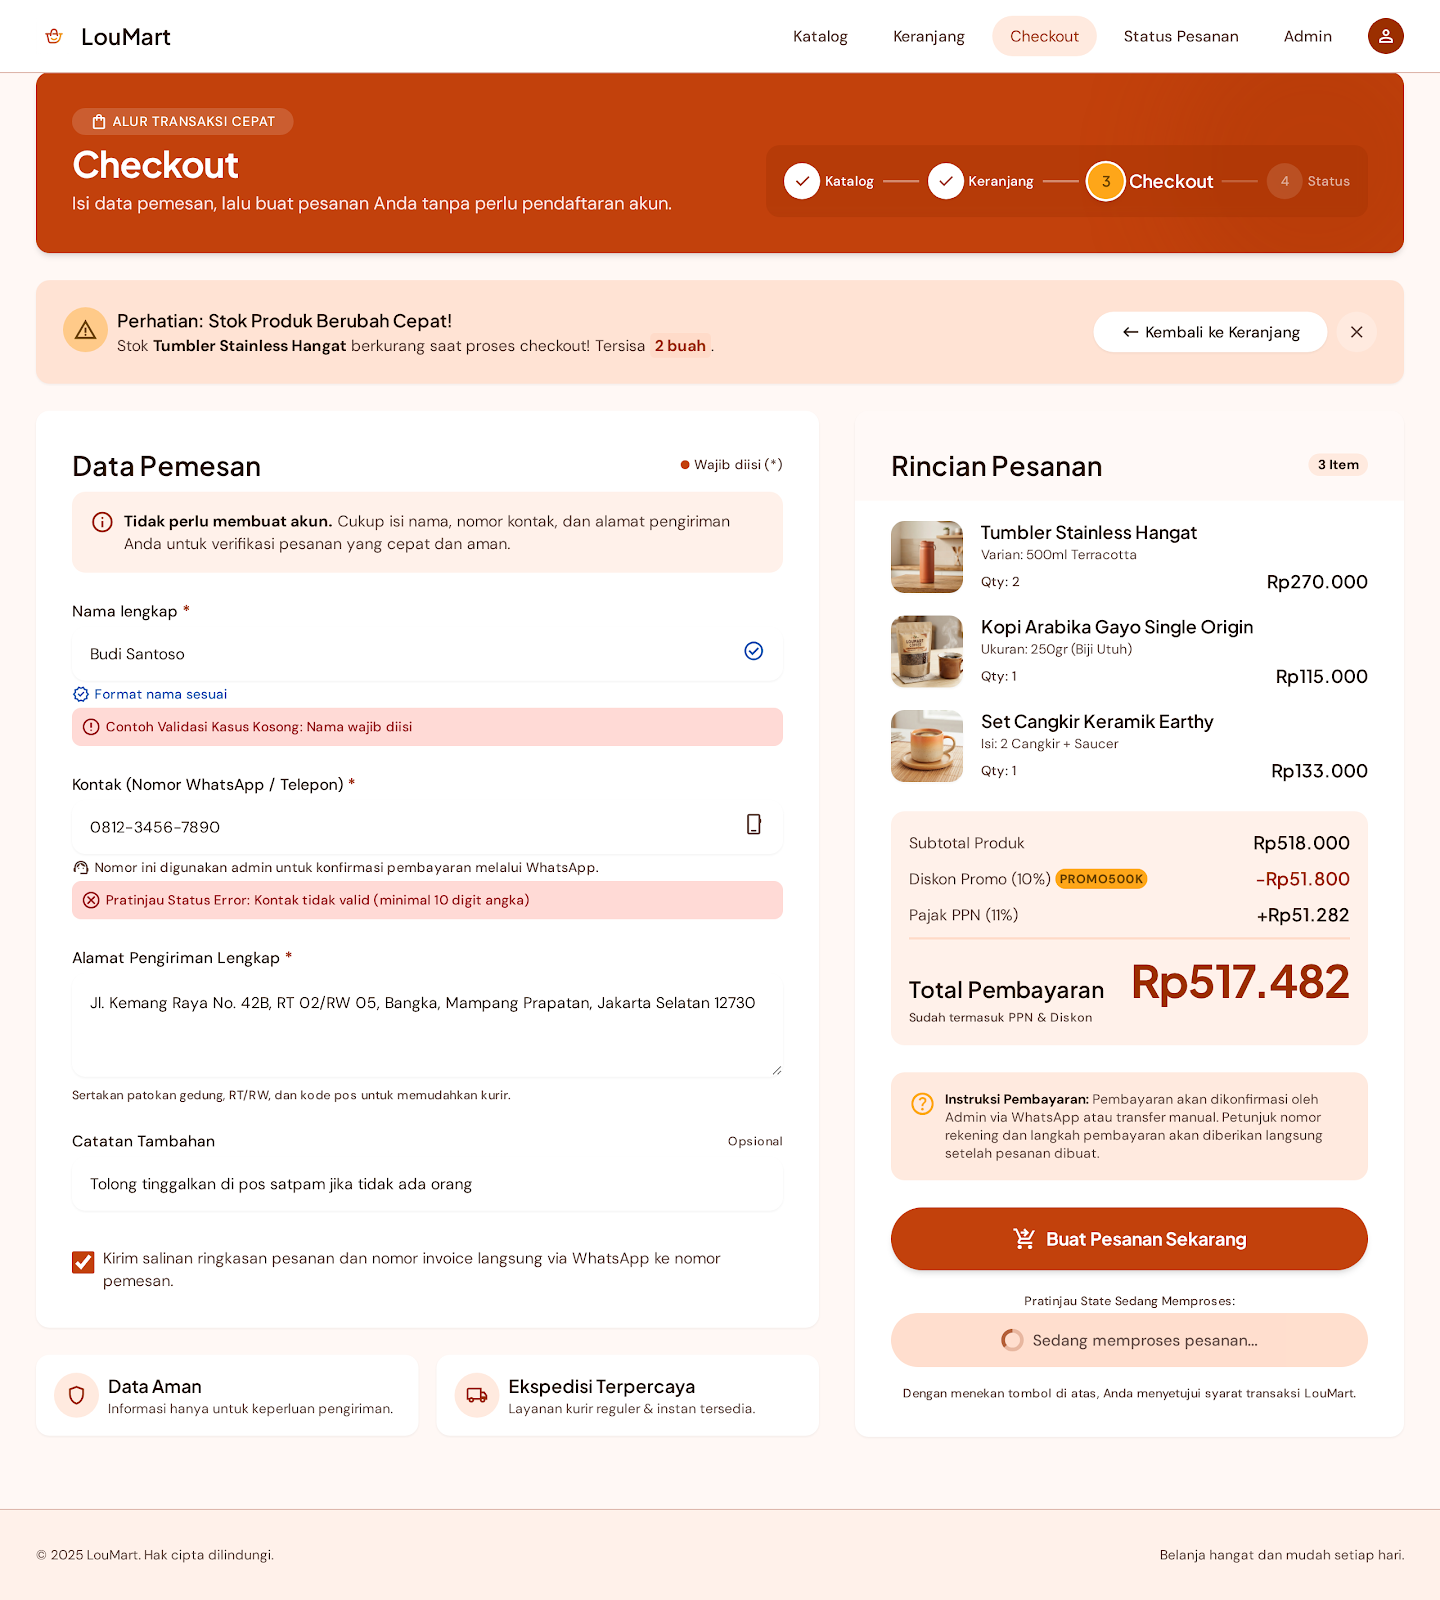 LouMart
Katalog
Keranjang
Checkout
Status Pesanan
Admin
ALUR TRANSAKSI CEPAT
Checkout
Isi data pemesan, lalu buat pesanan Anda tanpa perlu pendaftaran akun.
Katalog
Keranjang
3 Checkout
4 Status
Perhatian: Stok Produk Berubah Cepat!
Stok Tumbler Stainless Hangat berkurang saat proses checkout! Tersisa 2 buah .
← Kembali ke Keranjang
Data Pemesan
Wajib diisi (*)
Tidak perlu membuat akun. Cukup isi nama, nomor kontak, dan alamat pengiriman
Anda untuk verifikasi pesanan yang cepat dan aman.
Nama lengkap *
Budi Santoso
Format nama sesuai
Contoh Validasi Kasus Kosong: Nama wajib diisi
Kontak (Nomor WhatsApp / Telepon) *
0812-3456-7890
Nomor ini digunakan admin untuk konfirmasi pembayaran melalui WhatsApp.
Pratinjau Status Error: Kontak tidak valid (minimal 10 digit angka)
Alamat Pengiriman Lengkap *
Jl. Kemang Raya No. 42B, RT 02/RW 05, Bangka, Mampang Prapatan, Jakarta Selatan 12730
Sertakan patokan gedung, RT/RW, dan kode pos untuk memudahkan kurir.
Catatan Tambahan
Opsional
Tolong tinggalkan di pos satpam jika tidak ada orang
Kirim salinan ringkasan pesanan dan nomor invoice langsung via WhatsApp ke nomor
pemesan.
Data Aman
Informasi hanya untuk keperluan pengiriman.
Ekspedisi Terpercaya
Layanan kurir reguler & instan tersedia.
Rincian Pesanan
3 Item
Tumbler Stainless Hangat
Varian: 500ml Terracotta
Qty: 2
Rp270.000
Kopi Arabika Gayo Single Origin
Ukuran: 250gr (Biji Utuh)
Qty: 1
Rp115.000
Set Cangkir Keramik Earthy
Isi: 2 Cangkir + Saucer
Qty: 1
Rp133.000
Subtotal Produk
Rp518.000
Diskon Promo (10%) PROMO500K
-Rp51.800
Pajak PPN (11%)
+Rp51.282
Total Pembayaran
Rp517.482
Sudah termasuk PPN & Diskon
Instruksi Pembayaran: Pembayaran akan dikonfirmasi oleh
Admin via WhatsApp atau transfer manual. Petunjuk nomor
rekening dan langkah pembayaran akan diberikan langsung
setelah pesanan dibuat.
Buat Pesanan Sekarang
Pratinjau State Sedang Memproses:
Sedang memproses pesanan...
Dengan menekan tombol di atas, Anda menyetujui syarat transaksi LouMart.
© 2025 LouMart. Hak cipta dilindungi.
Belanja hangat dan mudah setiap hari.